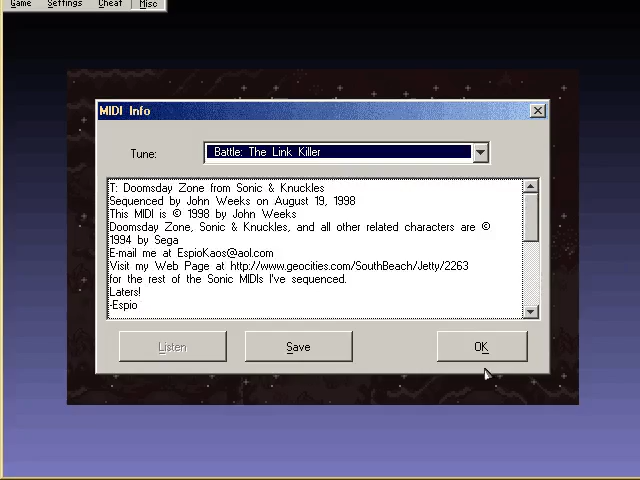 Game Settings Cheat Misc
MIDI Info
Tune: Battle: The Link Killer
T: Doomsday Zone from Sonic & Knuckles
Sequenced by John Weeks on August 19, 1998
This MIDI is © 1998 by John Weeks
Doomsday Zone, Sonic & Knuckles, and all other related characters are ©
1994 by Sega
E-mail me at EspioKaos@aol.com
Visit my Web Page at http://www.geocities.com/SouthBeach/Jetty/2263
for the rest of the Sonic MIDIs I've sequenced.
Laters!
-Espio
Listen Save OK